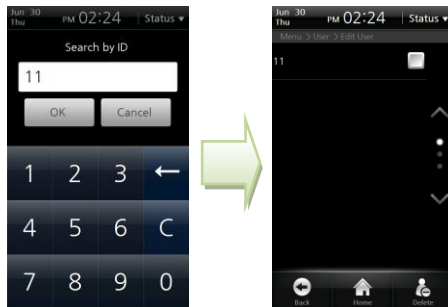 Jun 30
Thu
PM 02:24
Status ▾
Search by ID
11
OK
Cancel
1 2 3 ←
4 5 6 C
7 8 9 0
Jun 30
Thu
PM 02:24
Status ▾
Menu > User > Edit User
11
Back
Home
Delete